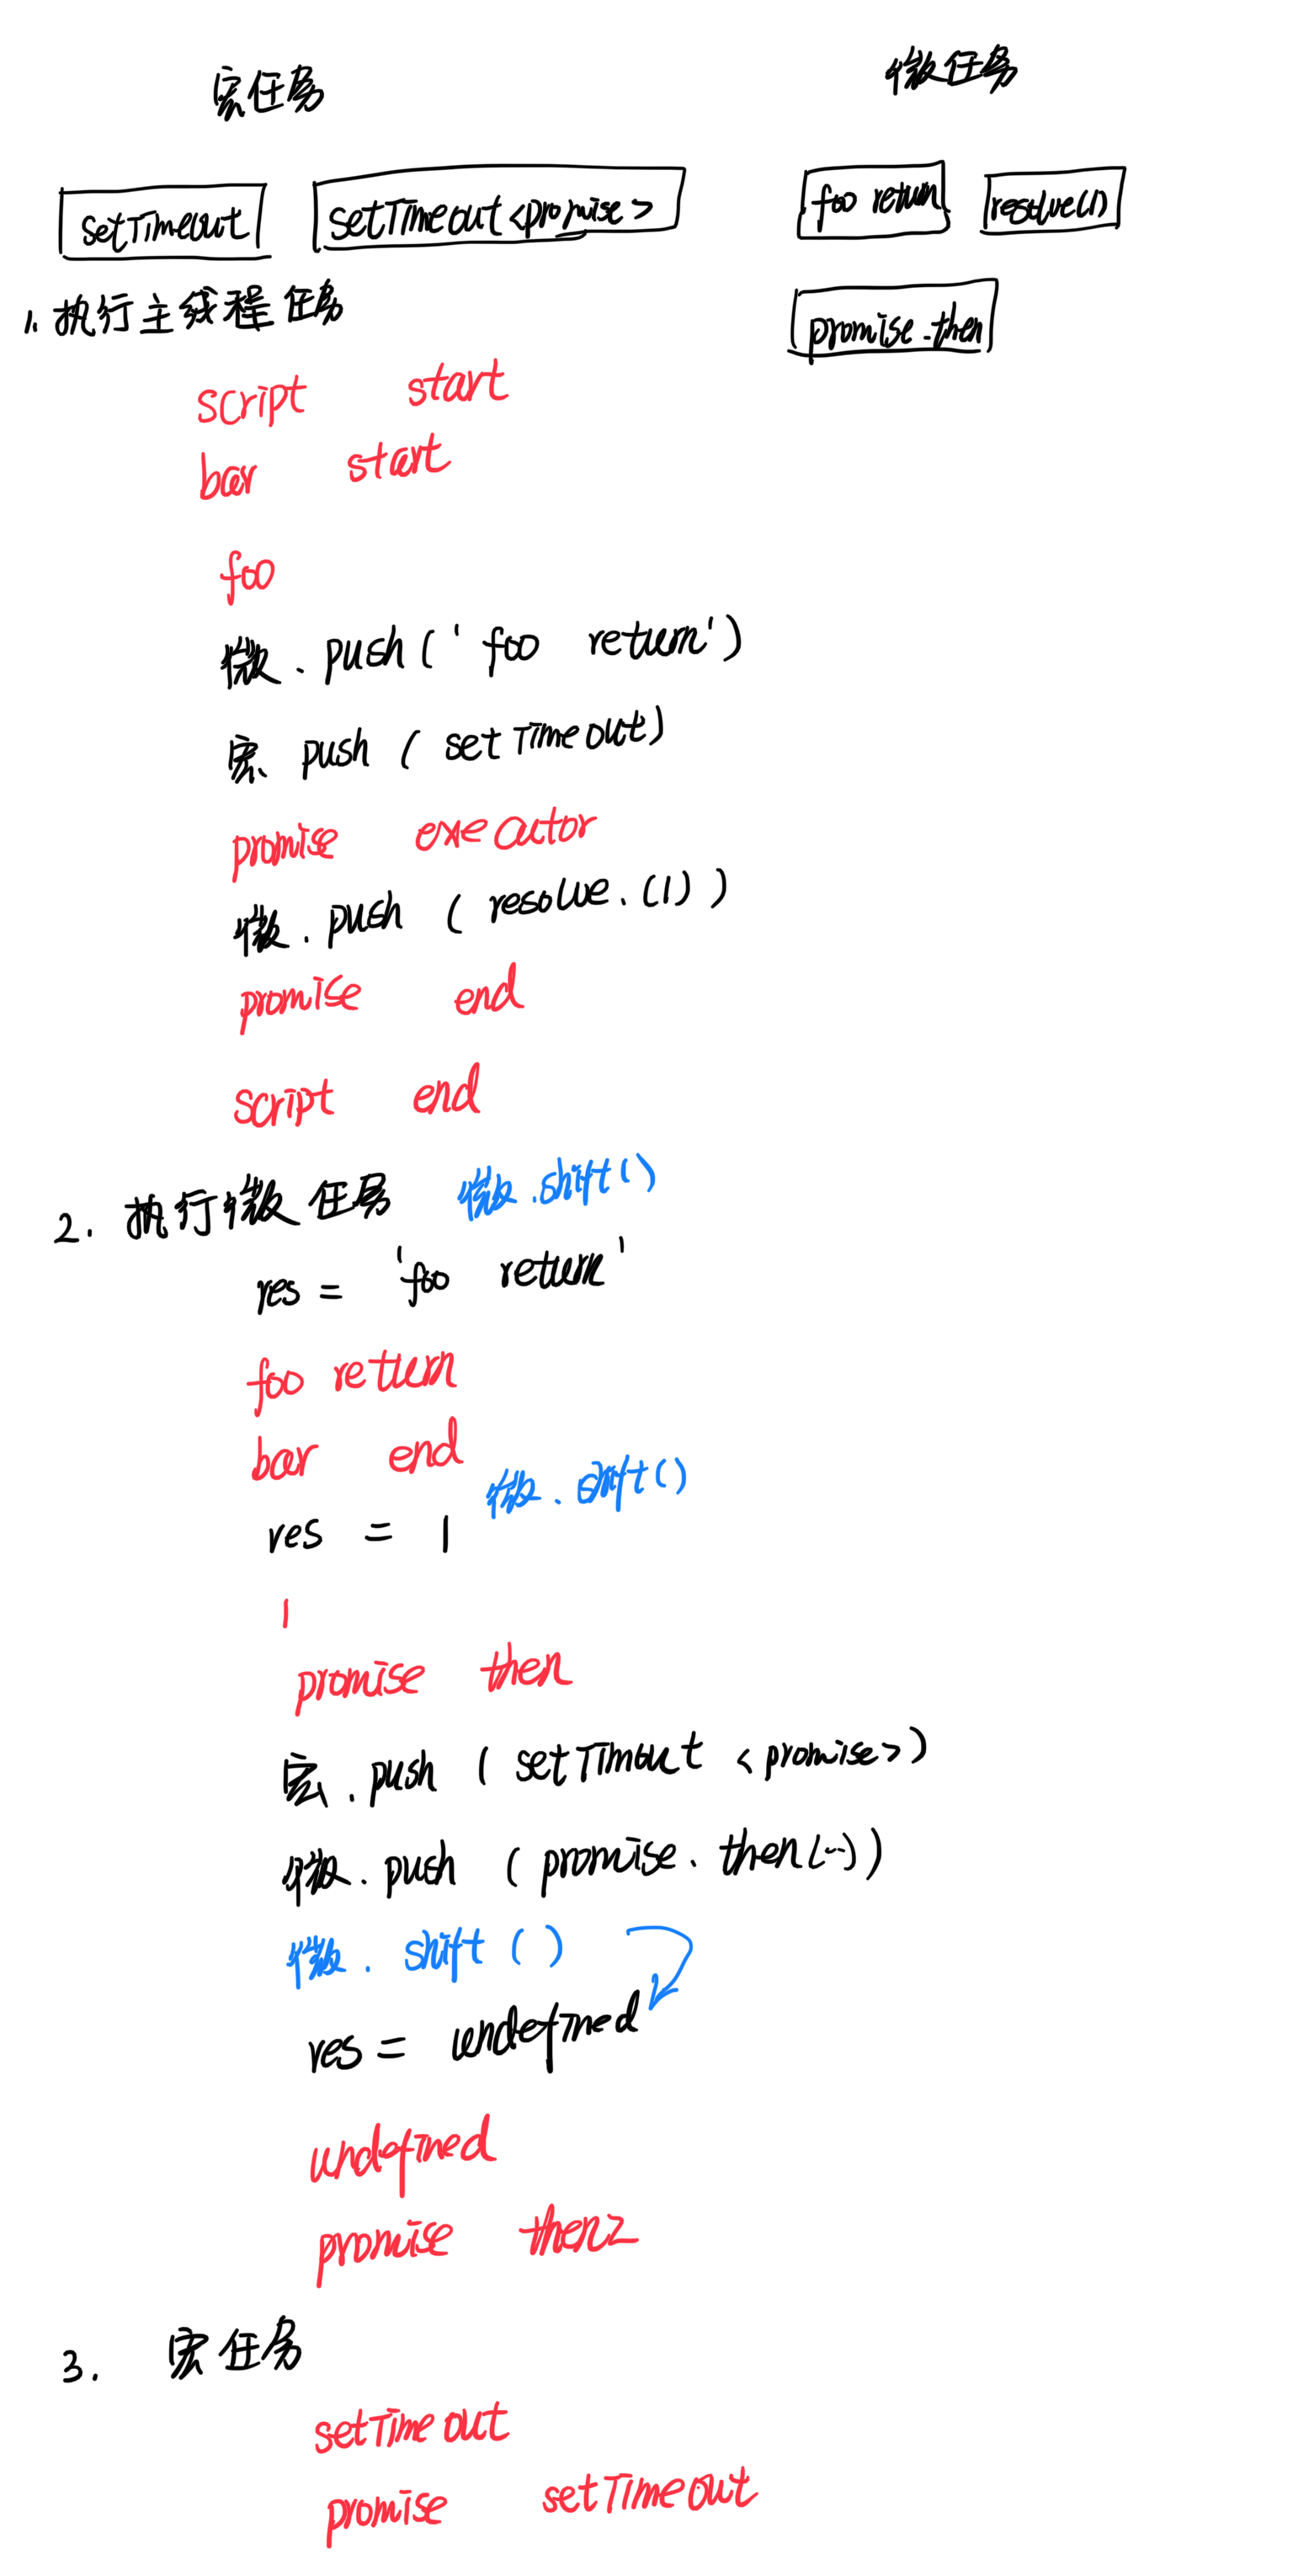 宏任务 微任务
setTimeout setTimeout<promise> foo return resolve(1)
promise.then
1. 执行主线程任务
script start
bar start
foo
微.push('foo return')
宏.push(setTimeout)
promise executor
微.push(resolve.(1))
promise end
script end
2. 执行微任务 微.shift()
res = 'foo return'
foo return
bar end
微.shift()
res = 1
1
promise then
宏.push(setTimout <promise>)
微.push(promise.then(--))
微.shift()
res = undefined
undefined
promise then2
3. 宏任务
setTimeout
promise setTimeout